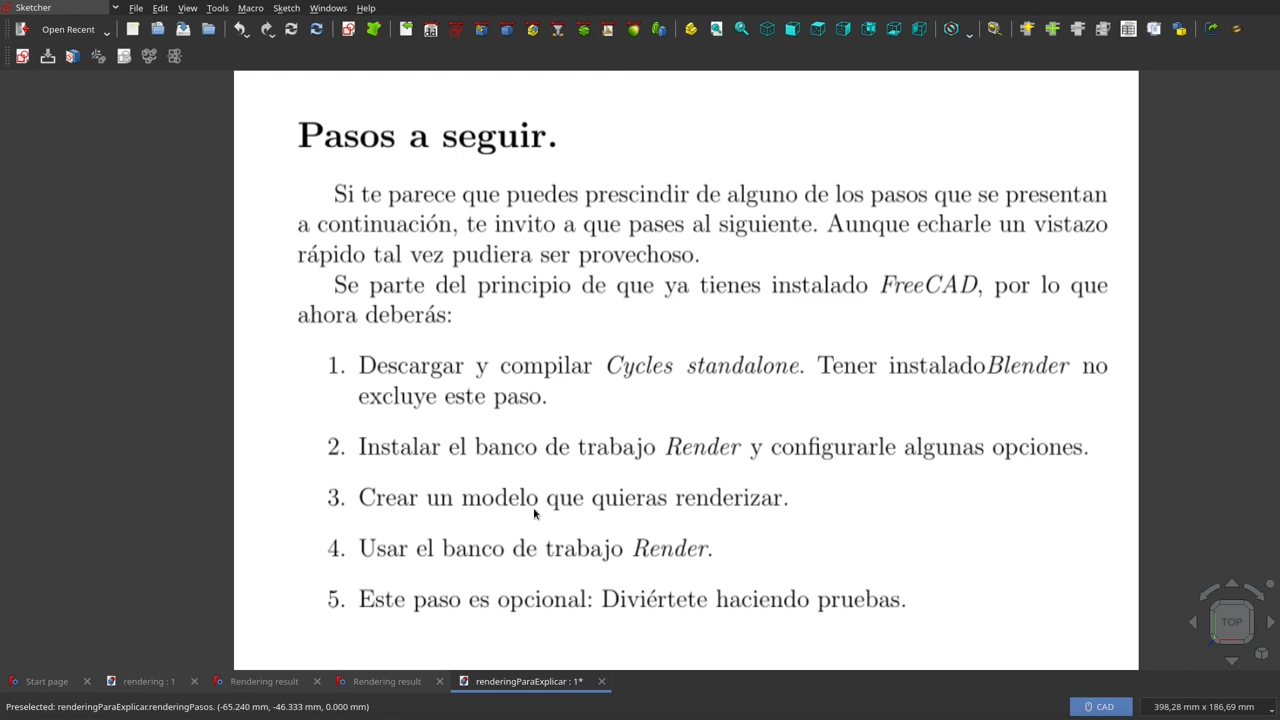 Sketcher
File Edit View Tools Macro Sketch Windows Help
Open Recent
Pasos a seguir.
Si te parece que puedes prescindir de alguno de los pasos que se presentan
a continuación, te invito a que pases al siguiente. Aunque echarle un vistazo
rápido tal vez pudiera ser provechoso.
Se parte del principio de que ya tienes instalado FreeCAD, por lo que
ahora deberás:
1. Descargar y compilar Cycles standalone. Tener instaladoBlender no
excluye este paso.
2. Instalar el banco de trabajo Render y configurarle algunas opciones.
3. Crear un modelo que quieras renderizar.
4. Usar el banco de trabajo Render.
5. Este paso es opcional: Diviértete haciendo pruebas.
TOP
Start page
rendering : 1
Rendering result
Rendering result
renderingParaExplicar : 1*
Preselected: renderingParaExplicar.renderingPasos. (-65.240 mm, -46.333 mm, 0.000 mm)
CAD
398,28 mm x 186,69 mm